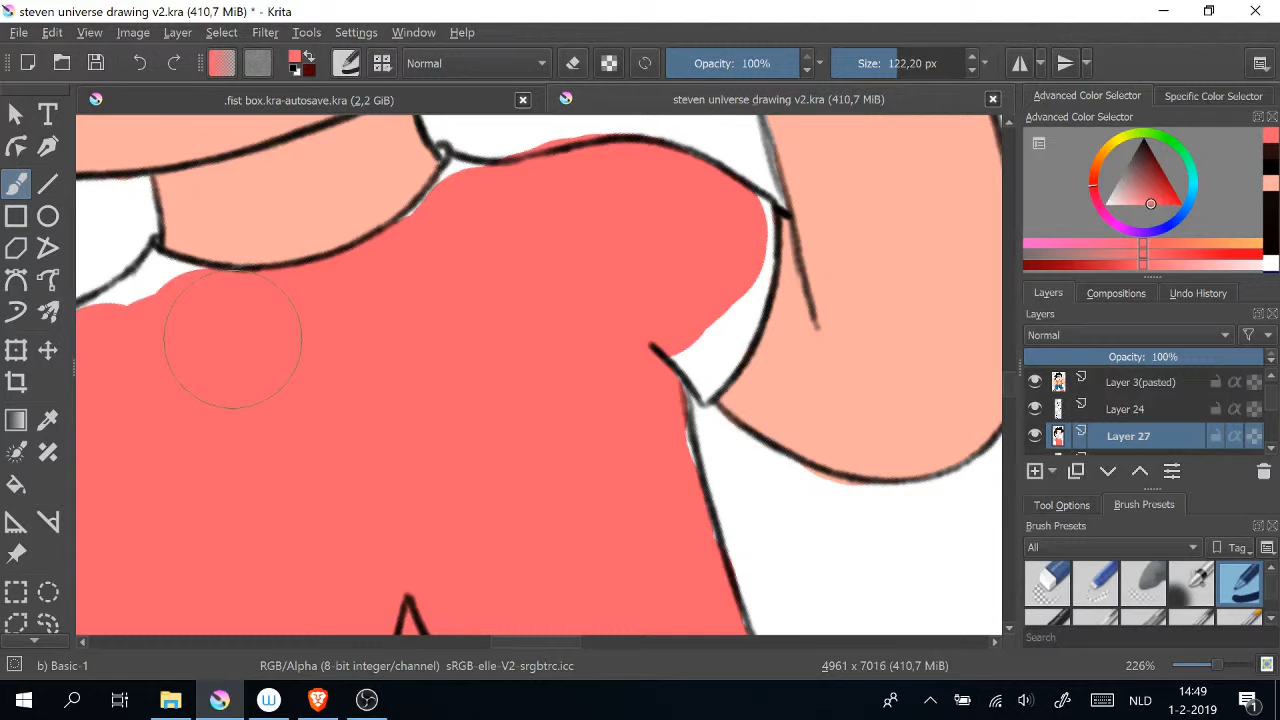 steven universe drawing v2.kra (410,7 MiB) * - Krita
File Edit View Image Layer Select Filter Tools Settings Window Help
Normal Opacity: 100% Size: 122,20 px
.fist box.kra-autosave.kra (2,2 GiB) steven universe drawing v2.kra (410,7 MiB)
Advanced Color Selector Specific Color Selector
Advanced Color Selector
Layers Compositions Undo History
Layers
Normal
Opacity: 100%
Layer 3(pasted)
Layer 24
Layer 27
Tool Options Brush Presets
Brush Presets
All Tag
Search
b) Basic-1 RGB/Alpha (8-bit integer/channel) sRGB-elle-V2-srgbtrc.icc 4961 x 7016 (410,7 MiB) 226%
NLD 14:49
1-2-2019 1